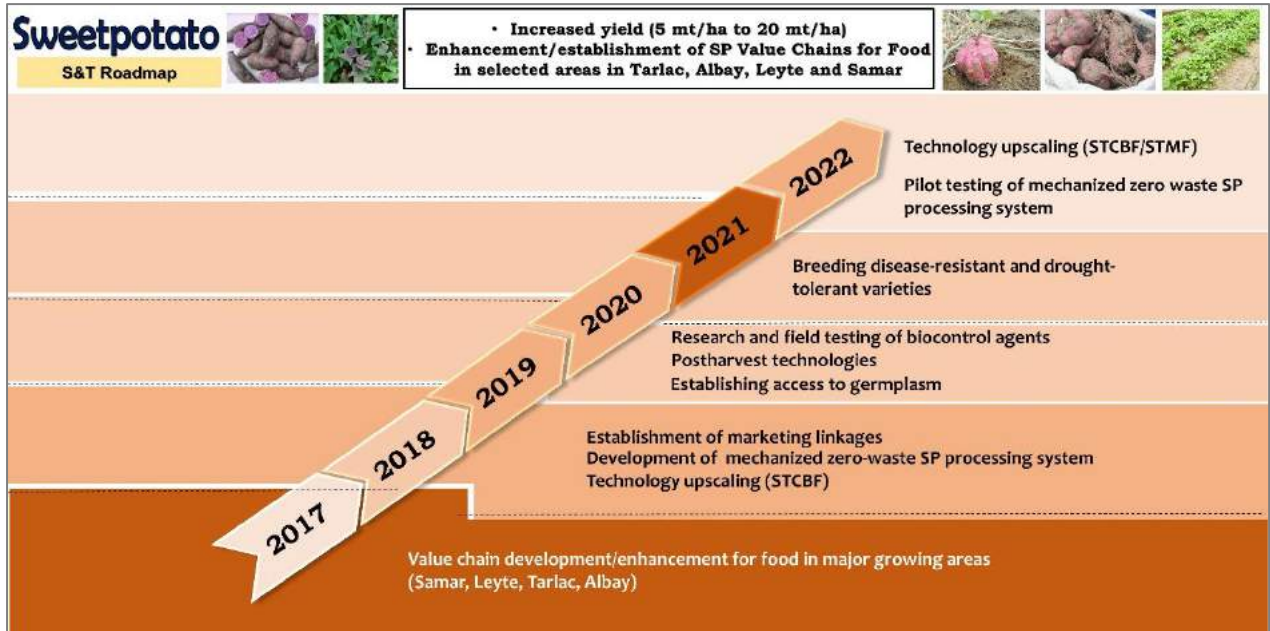 Sweetpotato
S&T Roadmap
· Increased yield (5 mt/ha to 20 mt/ha)
· Enhancement/establishment of SP Value Chains for Food
in selected areas in Tarlac, Albay, Leyte and Samar
2022
Technology upscaling (STCBF/STMF)
Pilot testing of mechanized zero waste SP
processing system
2021
Breeding disease-resistant and drought-
tolerant varieties
2020
Research and field testing of biocontrol agents
Postharvest technologies
Establishing access to germplasm
2019
2018
Establishment of marketing linkages
Development of mechanized zero-waste SP processing system
Technology upscaling (STCBF)
2017
Value chain development/enhancement for food in major growing areas
(Samar, Leyte, Tarlac, Albay)